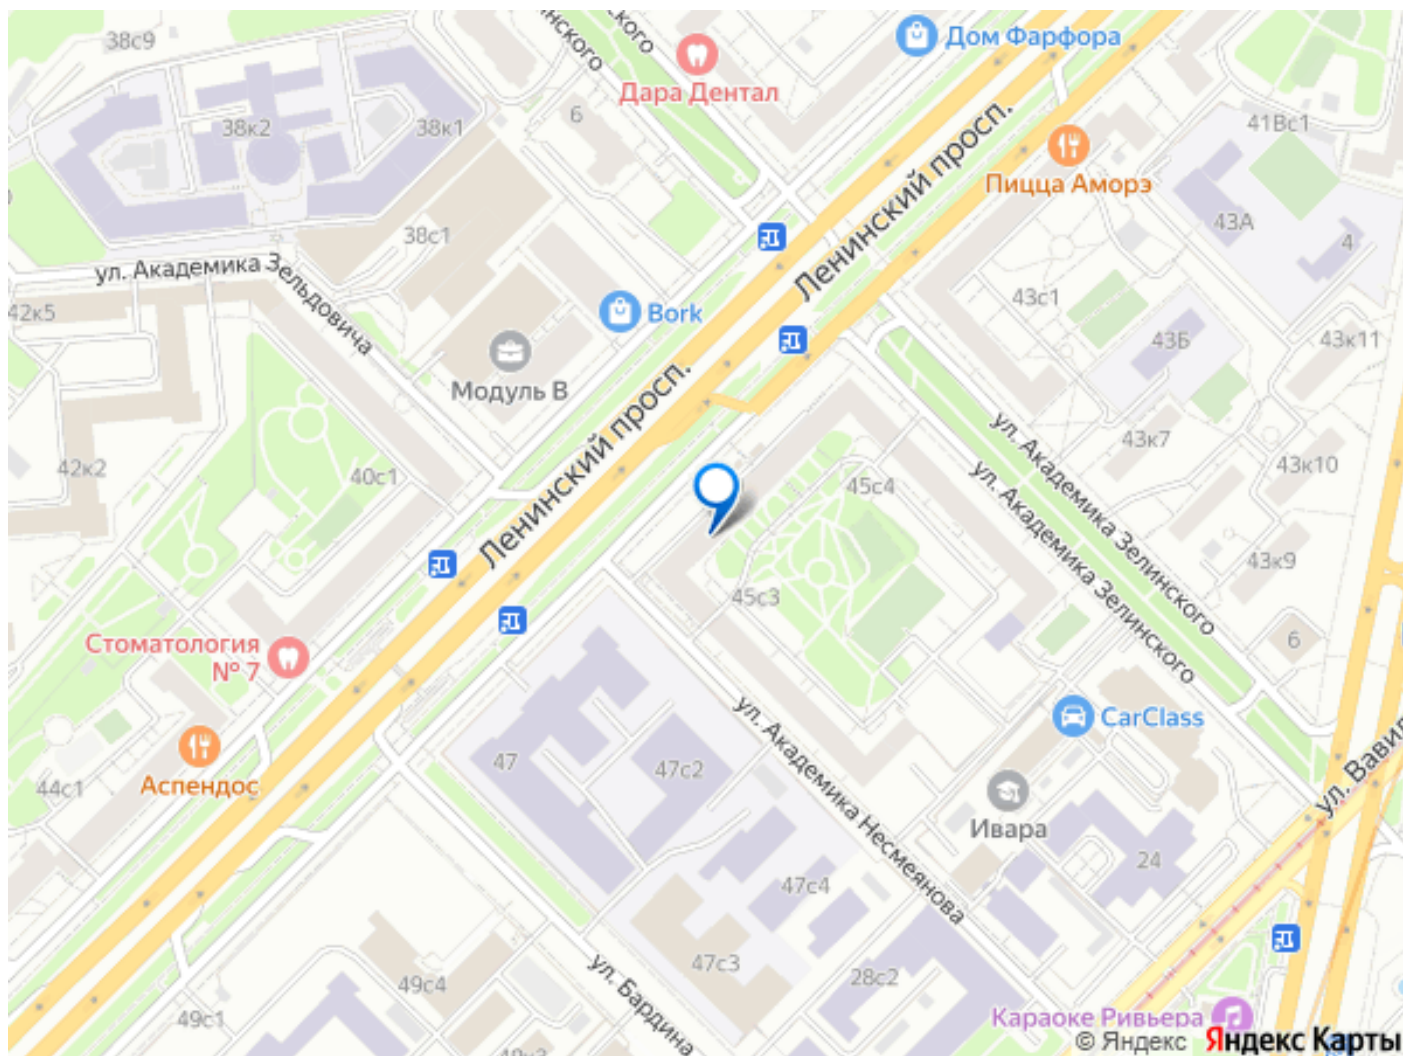 38с9
ского
ского
Дом Фарфора
Дара Дентал
6
38к2
38к1
41Вс1
Ленинский просп.
Пицца Аморэ
43А
4
38с1
ул. Академика Зельдовича
42к5
43с1
Bork
43Б
43к11
Модуль В
Ленинский просп.
ул. Академика Зелинского
43к7
42к2
40с1
45с4
43к10
ул. Академика Зелинского
43к9
45с3
Стоматология
№ 7
6
CarClass
47
47с2
Аспендос
44с1
ул. Академика Несмеянова
Ивара
24
47с4
47с3
28с2
49с4
49с1
ул. Бардина
Караоке Ривьера
© Яндекс Яндекс Карты